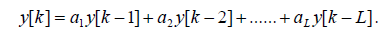 y[k] = a₁y[k−1] + a₂y[k−2] + ...... + a_L y[k−L].